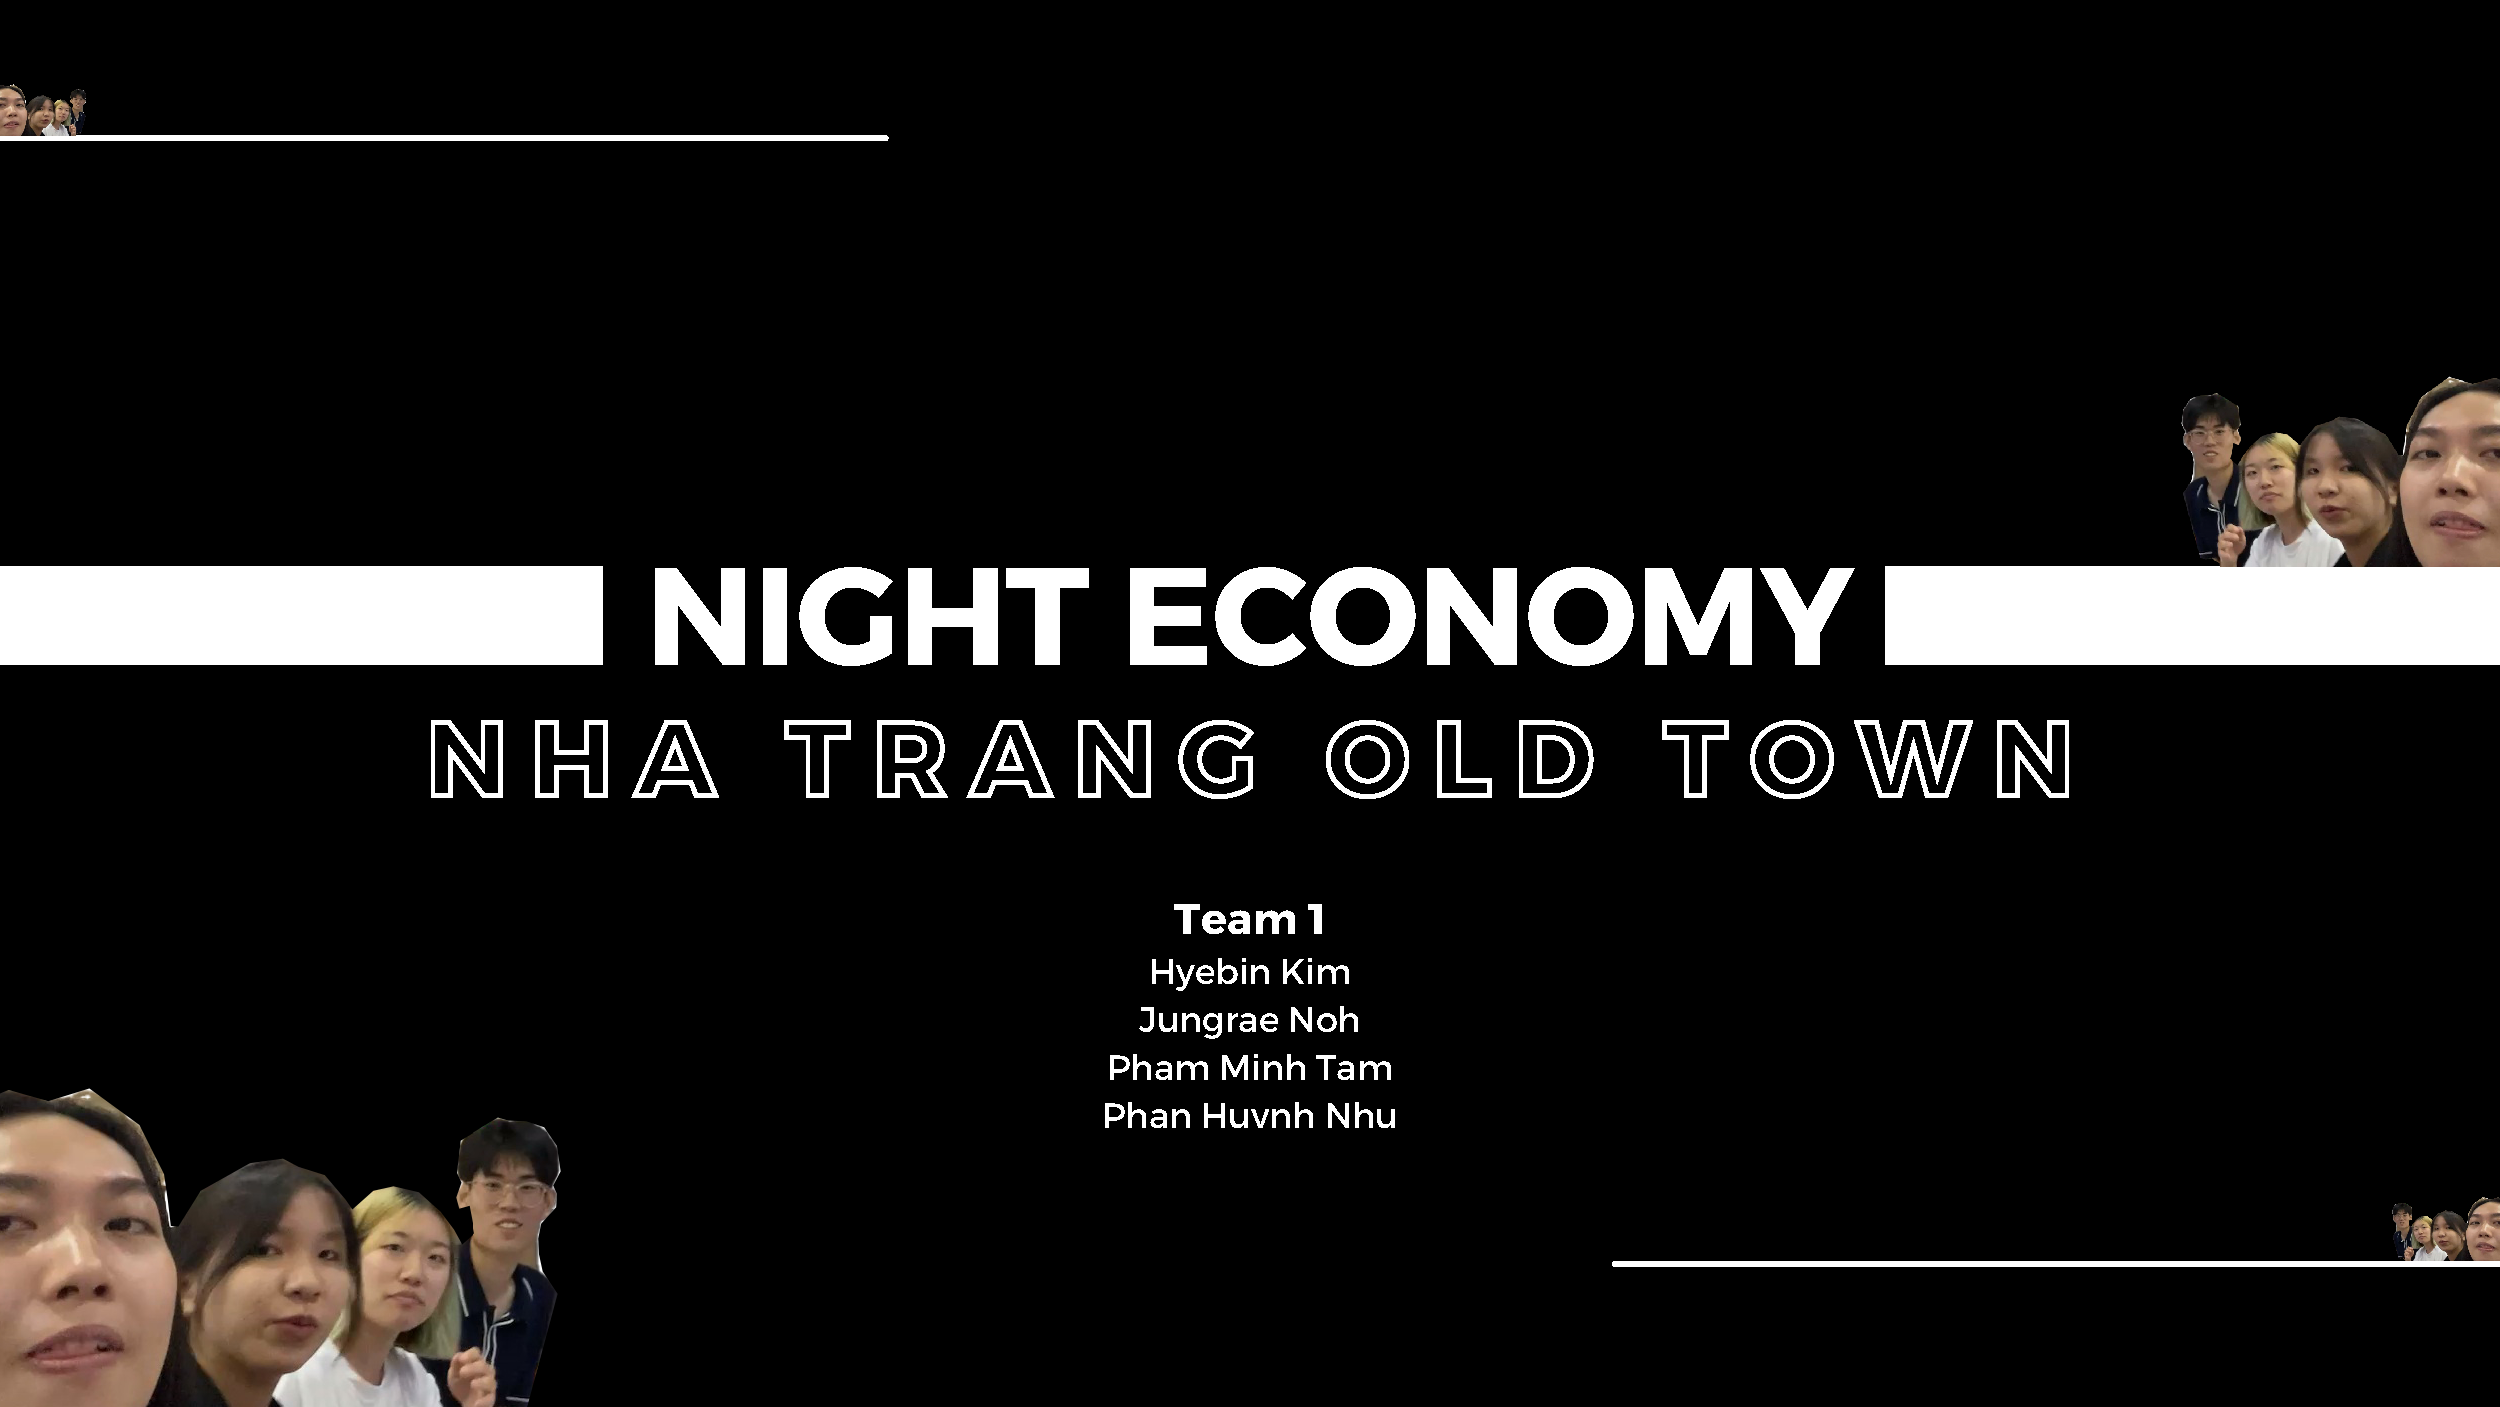 NIGHT ECONOMY
NHA TRANG OLD TOWN
Team 1
Hyebin Kim
Jungrae Noh
Pham Minh Tam
Phan Huvnh Nhu